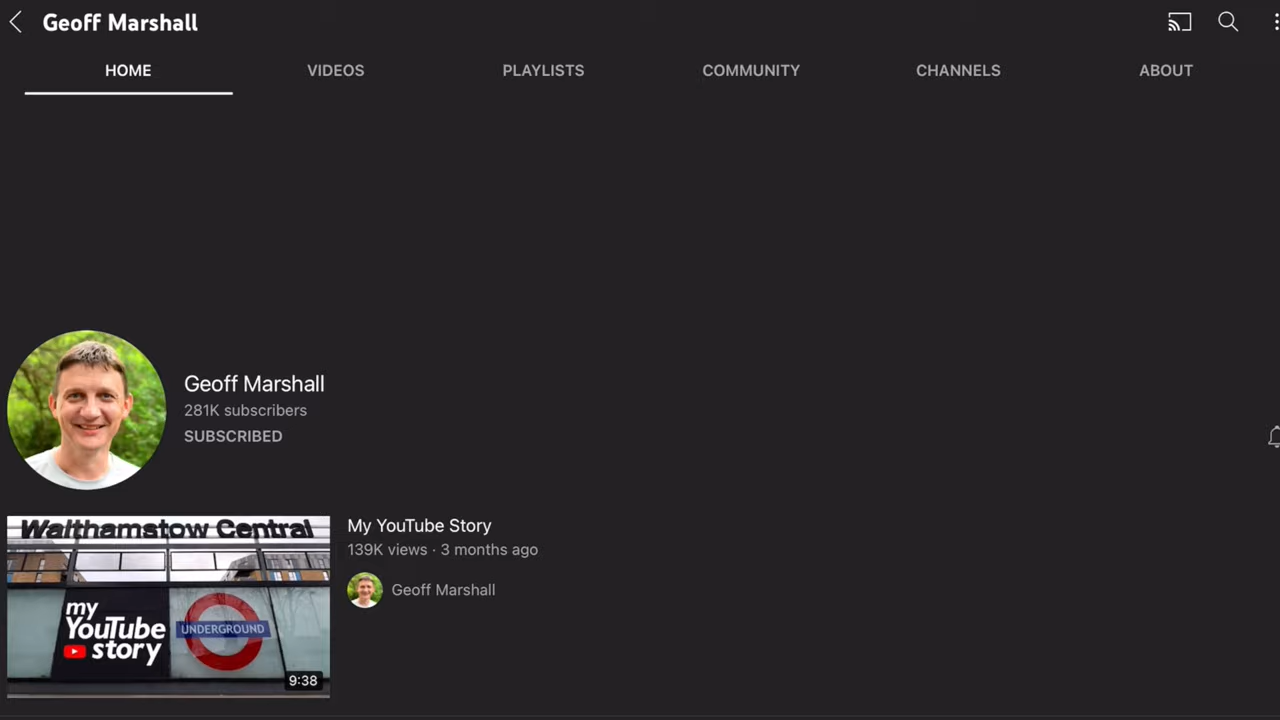 Geoff Marshall
HOME VIDEOS PLAYLISTS COMMUNITY CHANNELS ABOUT
Geoff Marshall
281K subscribers
SUBSCRIBED
Walthamstow Central
my
YouTube
story
UNDERGROUND
9:38
My YouTube Story
139K views · 3 months ago
Geoff Marshall